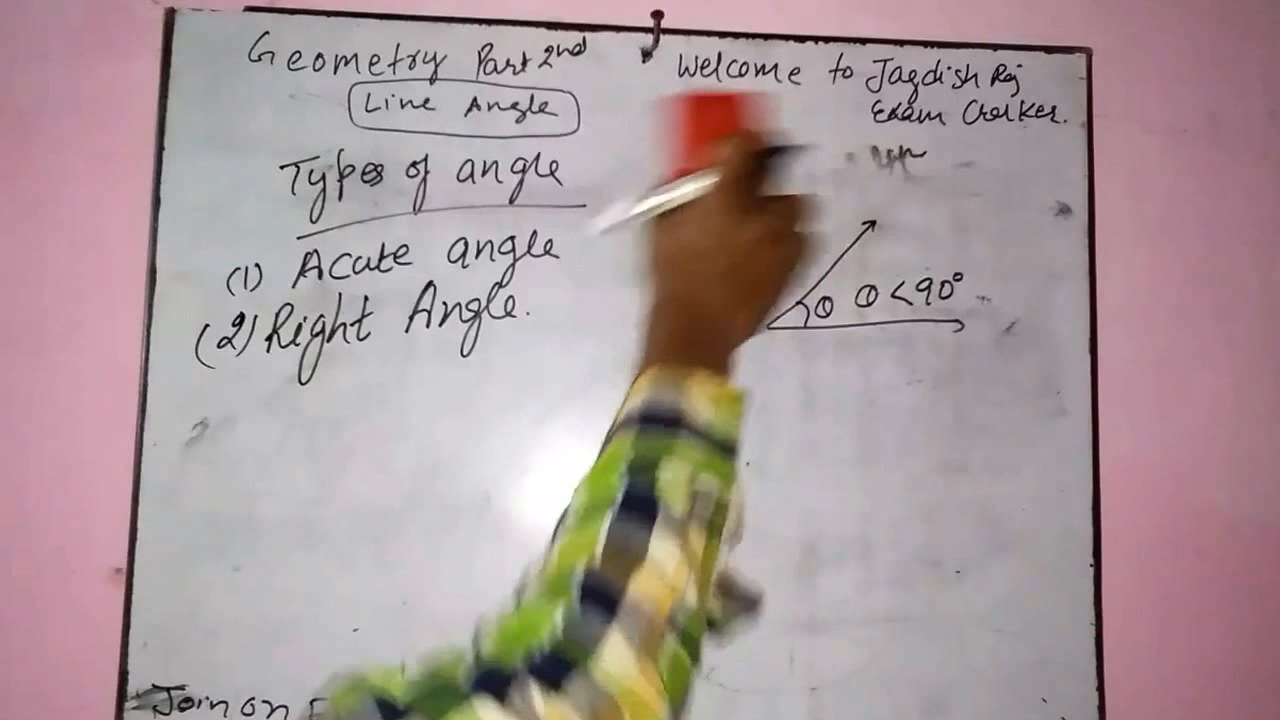 Geometry Part 2nd
Line Angle
Welcome to Jagdish Raj
Exam Cracker.
Types of angle
(1) Acute angle
θ θ < 90°
(2) Right Angle.
Join on